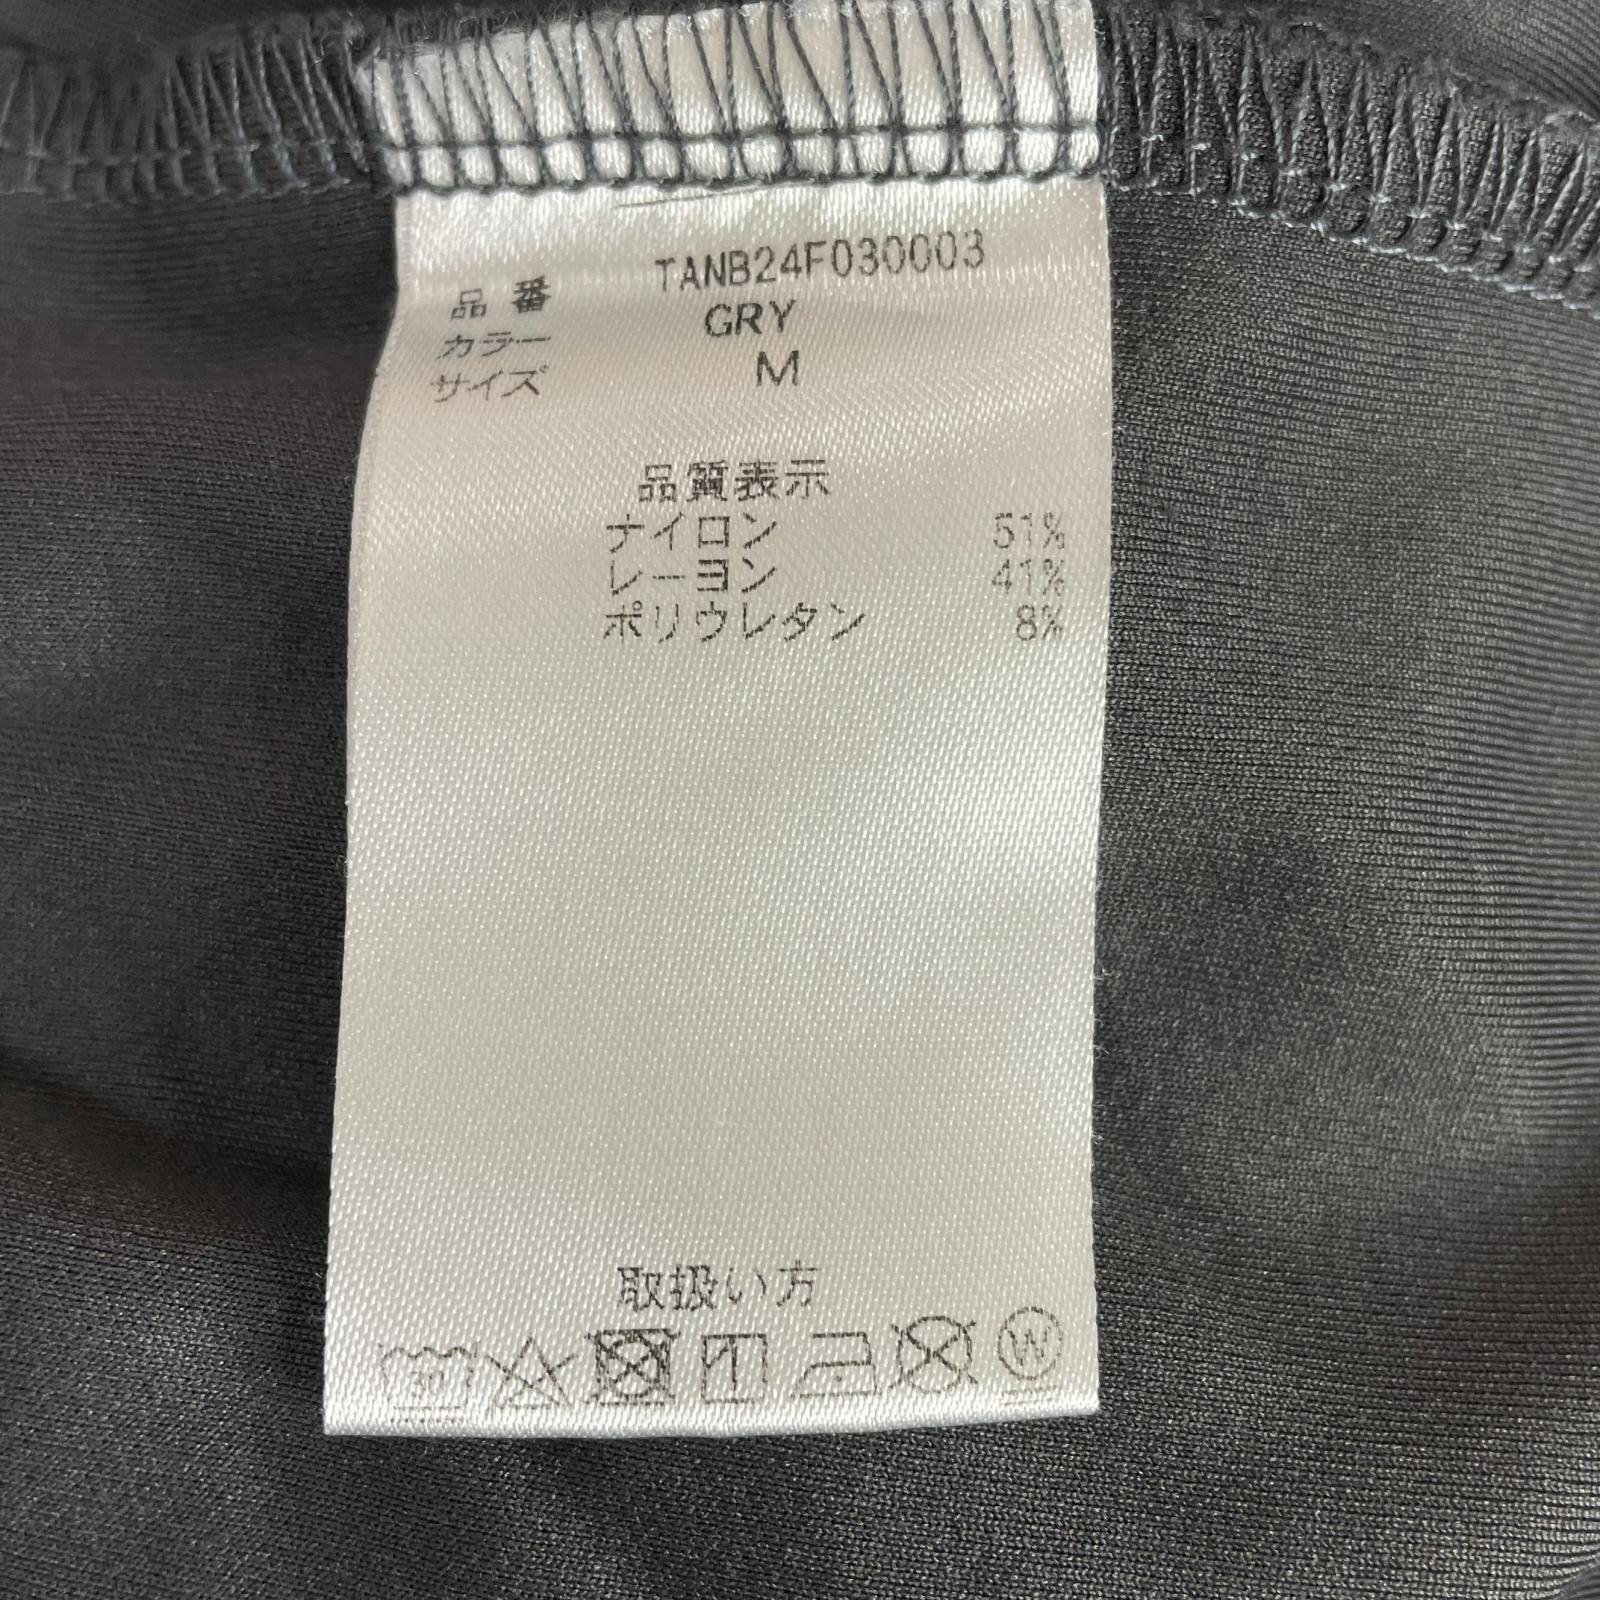 品番 TANB24F030003
カラー GRY
サイズ M
品質表示
ナイロン 51%
レーヨン 41%
ポリウレタン 8%
取扱い方
30 W